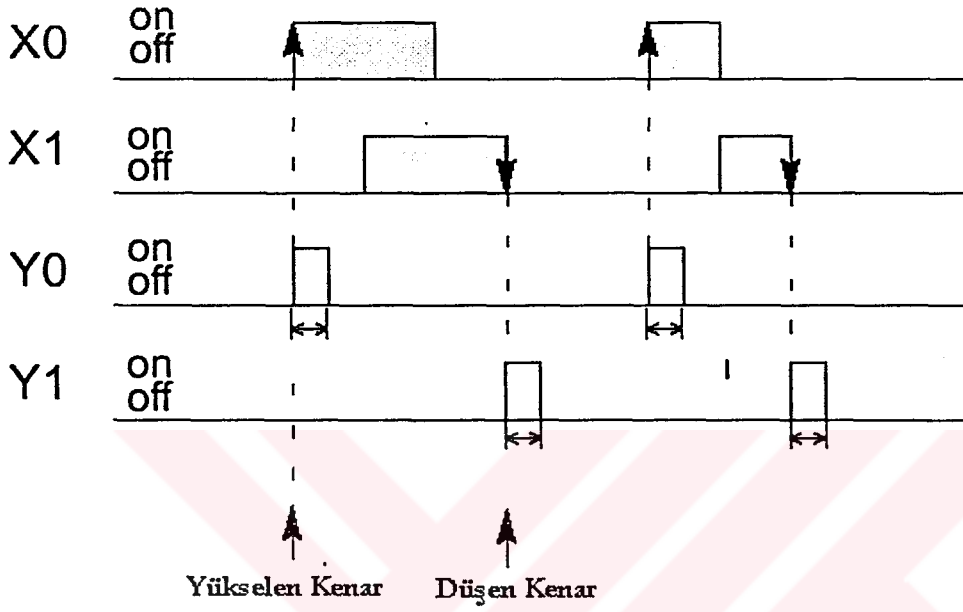 X0 on
off
X1 on
off
Y0 on
off
Y1 on
off
Yükselen Kenar Düşen Kenar